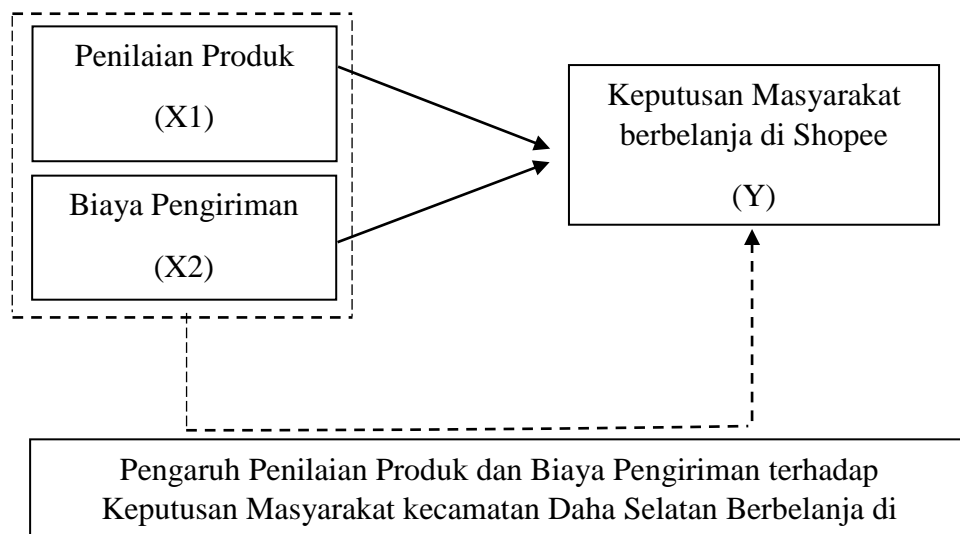 Penilaian Produk
(X1)
Biaya Pengiriman
(X2)
Keputusan Masyarakat
berbelanja di Shopee
(Y)
Pengaruh Penilaian Produk dan Biaya Pengiriman terhadap
Keputusan Masyarakat kecamatan Daha Selatan Berbelanja di